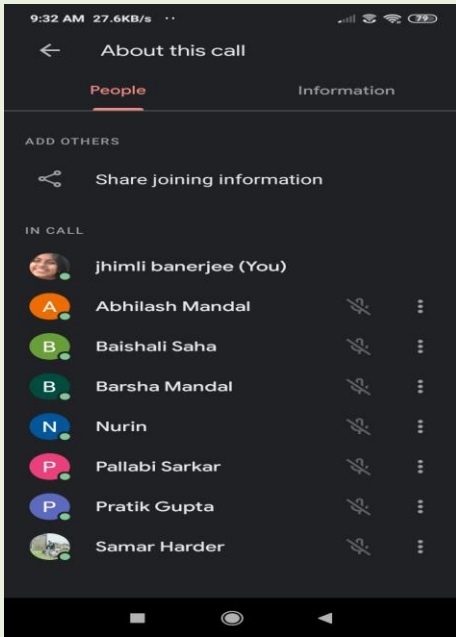 9:32 AM 27.6KB/s ·· 79
About this call
People Information
ADD OTHERS
Share joining information
IN CALL
jhimli banerjee (You)
A Abhilash Mandal
B Baishali Saha
B Barsha Mandal
N Nurin
P Pallabi Sarkar
P Pratik Gupta
Samar Harder